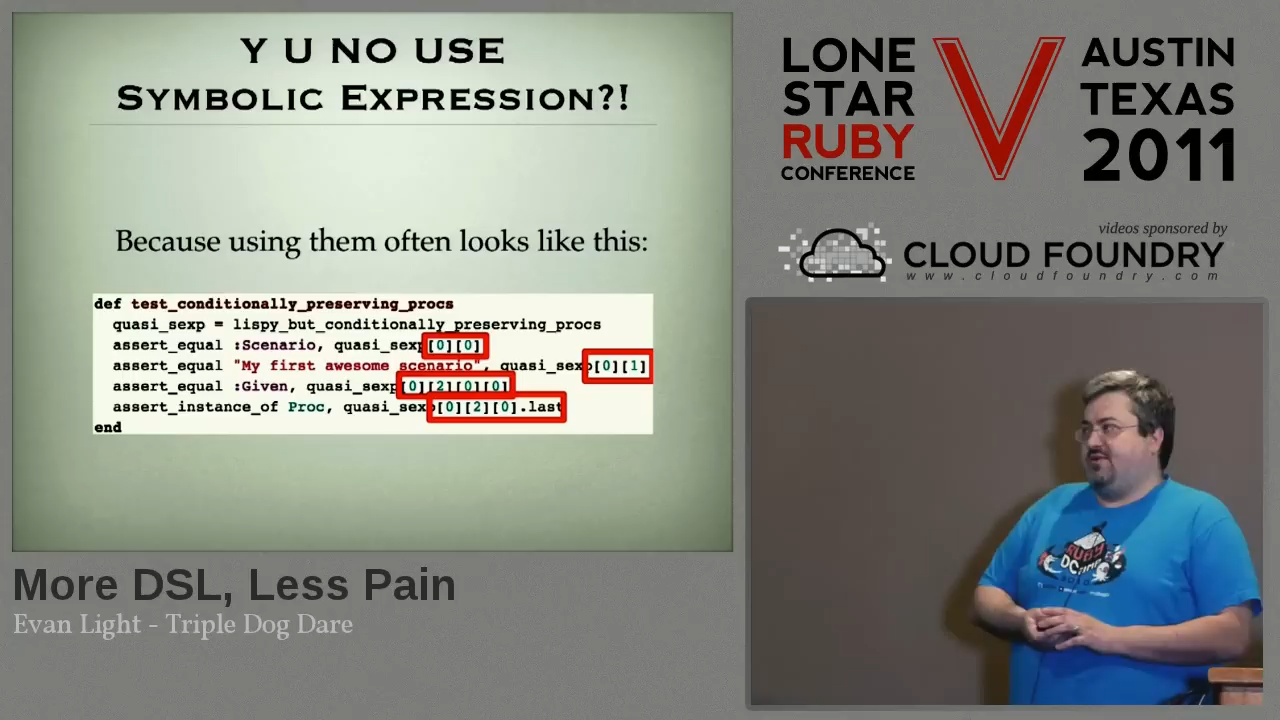 Y U NO USE
SYMBOLIC EXPRESSION?!
Because using them often looks like this:
def test_conditionally_preserving_procs
quasi_sexp = lispy_but_conditionally_preserving_procs
assert_equal :Scenario, quasi_sexp[0][0]
assert_equal "My first awesome scenario", quasi_sexp[0][1]
assert_equal :Given, quasi_sexp[0][2][0][0]
assert_instance_of Proc, quasi_sexp[0][2][0].last
end
More DSL, Less Pain
Evan Light - Triple Dog Dare
LONE
STAR
RUBY
CONFERENCE
V
AUSTIN
TEXAS
2011
videos sponsored by
CLOUD FOUNDRY
www.cloudfoundry.com
RUBY
DCamp